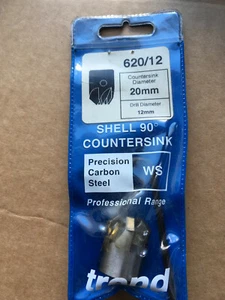 620/12
Countersink
Diameter
20mm
Drill Diameter
12mm
SHELL 90°
COUNTERSINK
Precision
Carbon
Steel
WS
Professional Range
trend